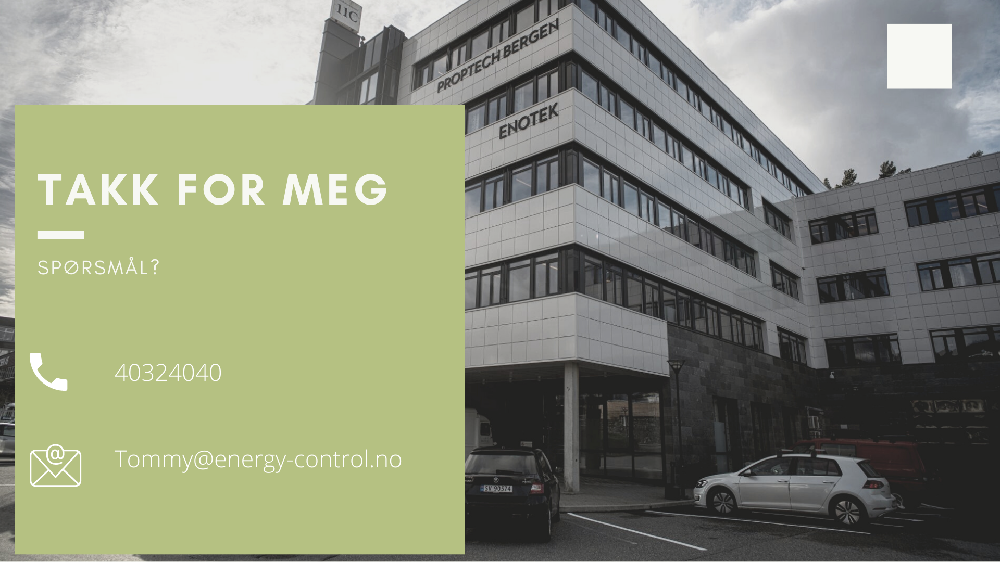 11C
PROPTECH BERGEN
ENOTEK
TAKK FOR MEG
SPØRSMÅL?
40324040
@
Tommy@energy-control.no
SV 90574